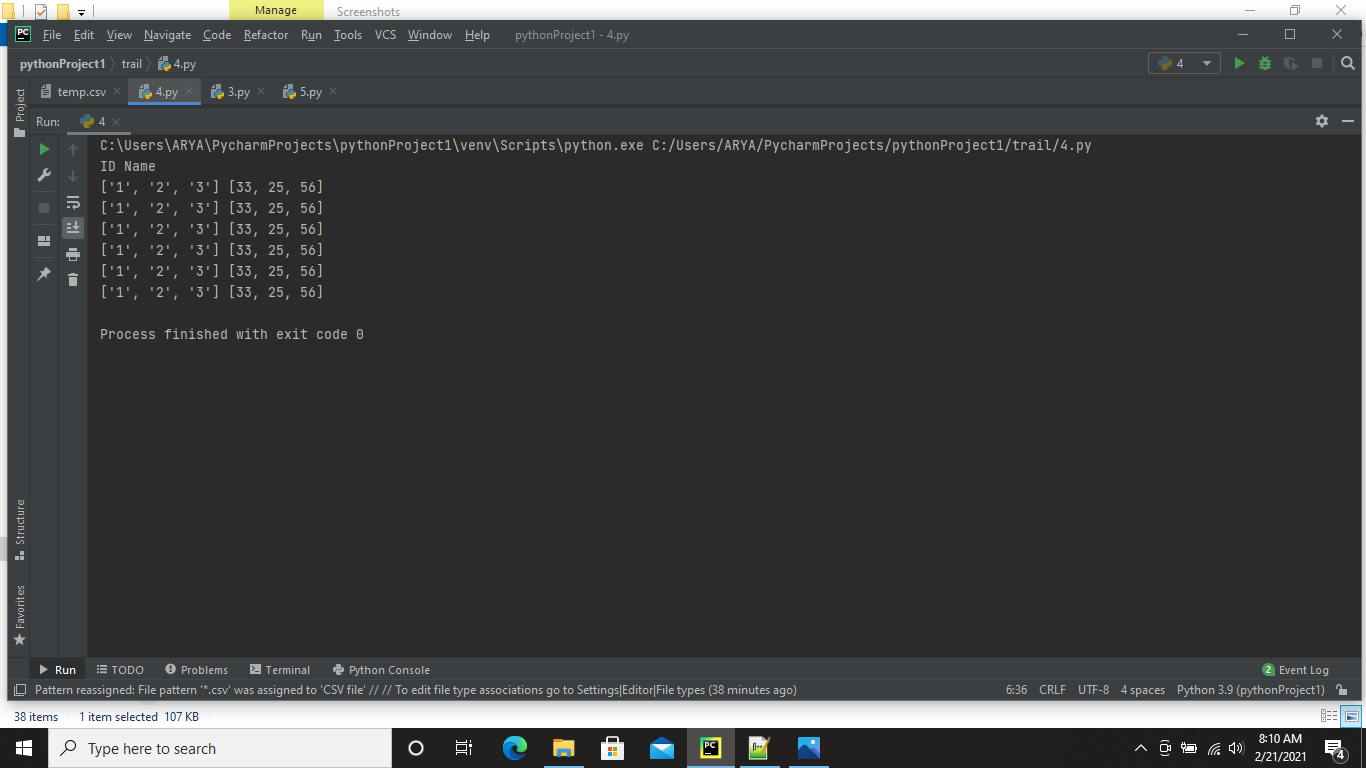 Manage
Screenshots
File Edit View Navigate Code Refactor Run Tools VCS Window Help pythonProject1 - 4.py
pythonProject1 trail 4.py
4
Project
temp.csv 4.py 3.py 5.py
Run: 4
C:\Users\ARYA\PycharmProjects\pythonProject1\venv\Scripts\python.exe C:/Users/ARYA/PycharmProjects/pythonProject1/trail/4.py
ID Name
['1', '2', '3'] [33, 25, 56]
['1', '2', '3'] [33, 25, 56]
['1', '2', '3'] [33, 25, 56]
['1', '2', '3'] [33, 25, 56]
['1', '2', '3'] [33, 25, 56]
['1', '2', '3'] [33, 25, 56]
Process finished with exit code 0
Structure
Favorites
Run TODO Problems Terminal Python Console 2 Event Log
Pattern reassigned: File pattern '*.csv' was assigned to 'CSV file' // // To edit file type associations go to Settings|Editor|File types (38 minutes ago) 6:36 CRLF UTF-8 4 spaces Python 3.9 (pythonProject1)
38 items 1 item selected 107 KB
Type here to search
8:10 AM
2/21/2021
4